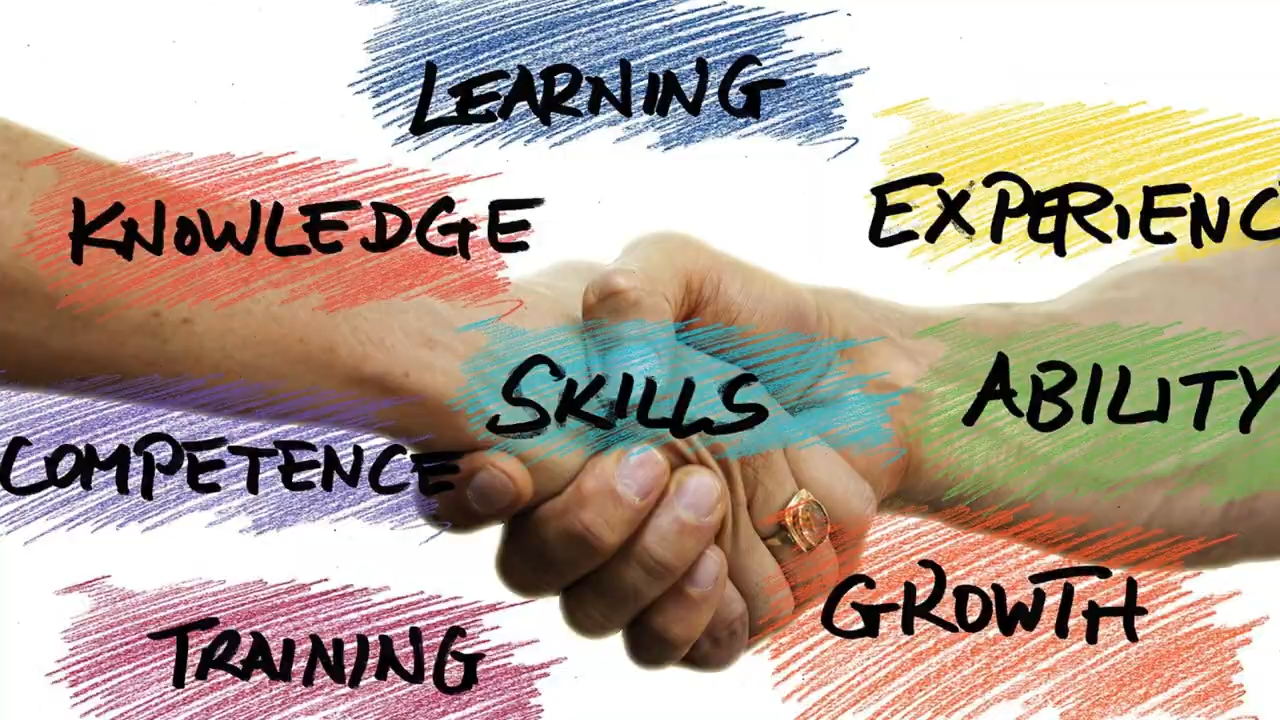 LEARNING
KNOWLEDGE
EXPERIENC
SKILLS
ABILITY
COMPETENCE
GROWTH
TRAINING